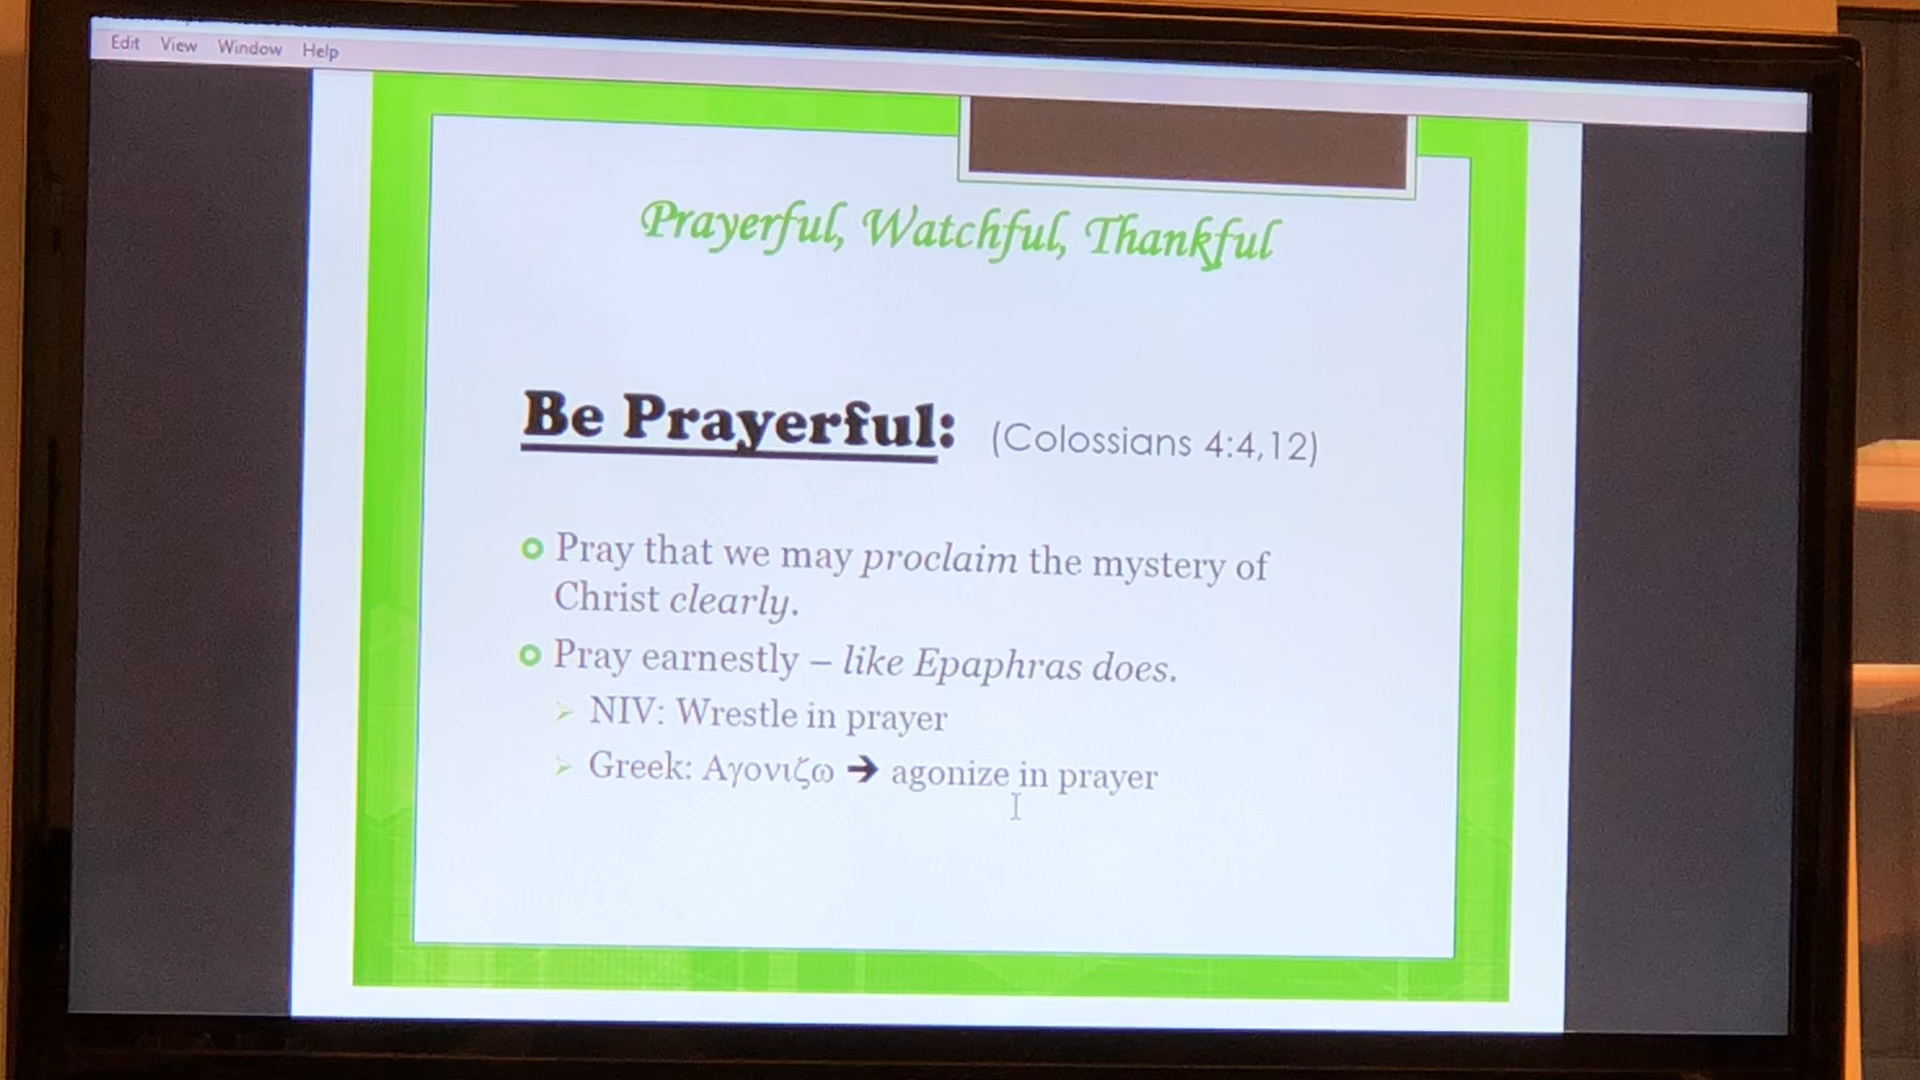 Edit View Window Help
Prayerful, Watchful, Thankful
Be Prayerful: (Colossians 4:4,12)
Pray that we may proclaim the mystery of
Christ clearly.
Pray earnestly – like Epaphras does.
NIV: Wrestle in prayer
Greek: Αγονιζω → agonize in prayer